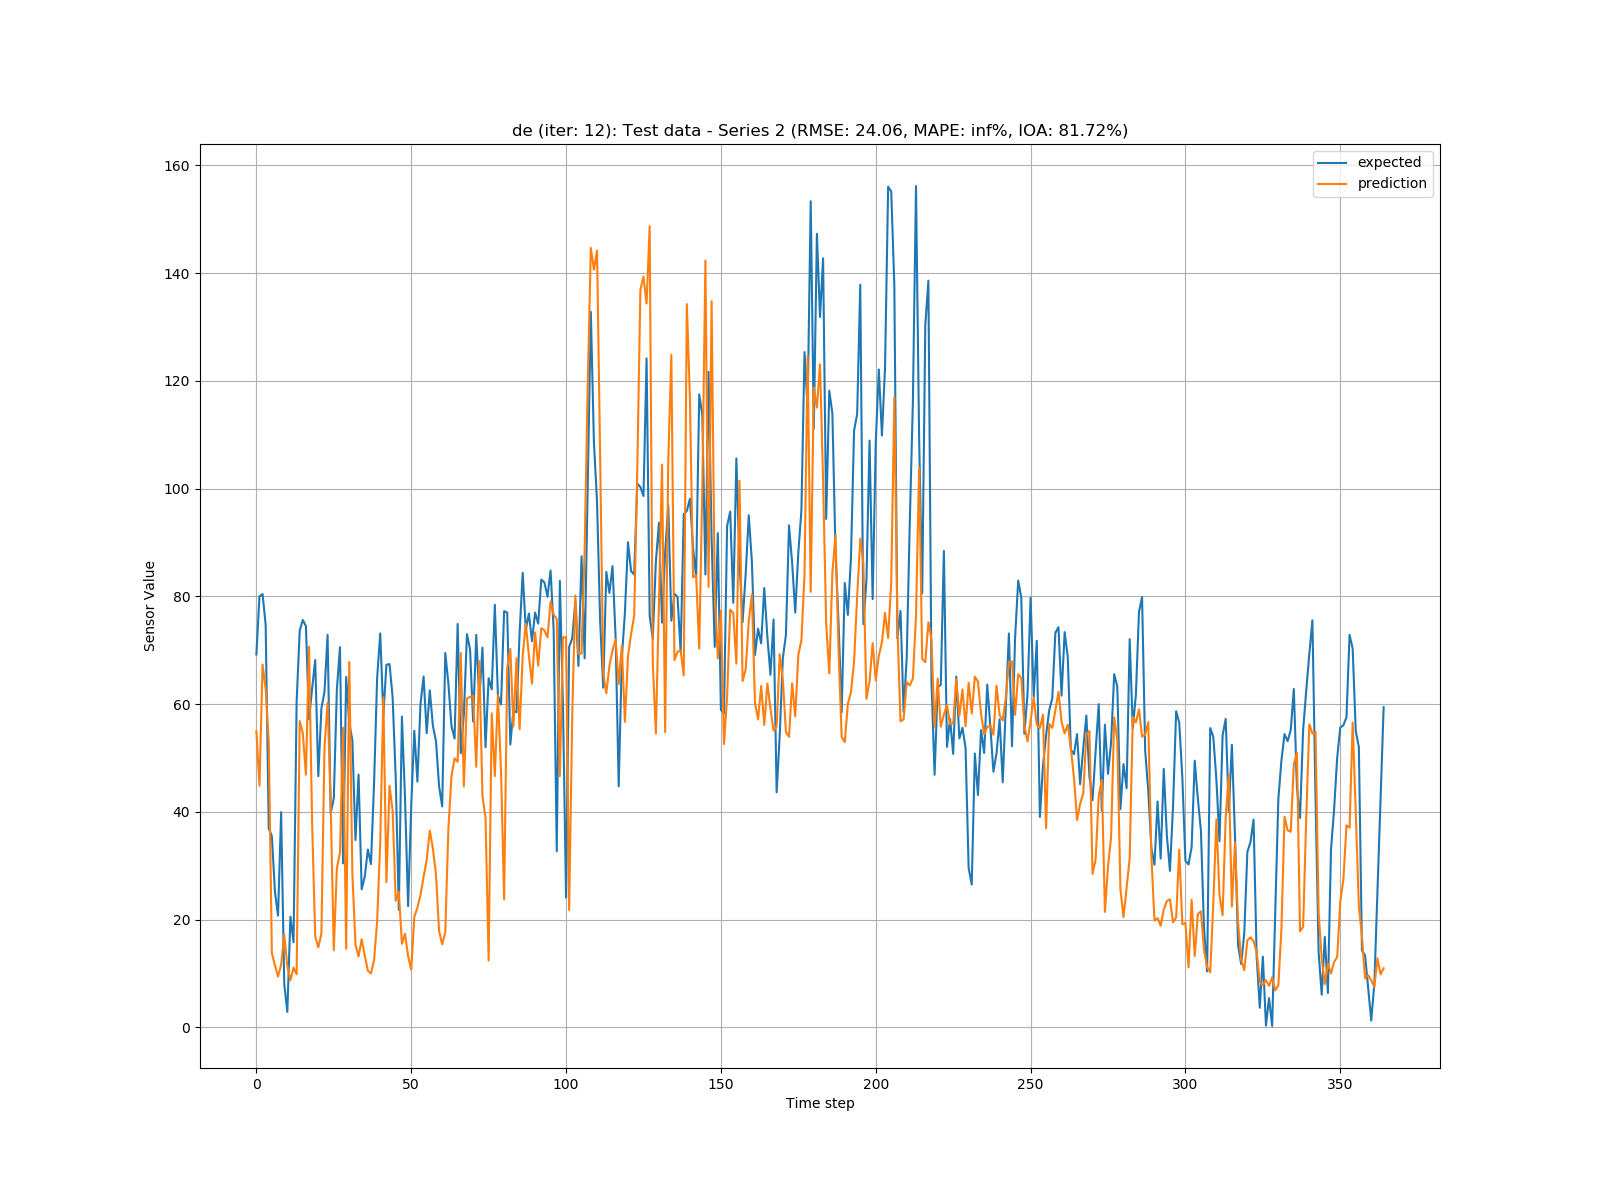 de (iter: 12): Test data - Series 2 (RMSE: 24.06, MAPE: inf%, IOA: 81.72%)
expected
prediction
160
140
120
100
80
60
40
20
0
Sensor Value
0 50 100 150 200 250 300 350
Time step